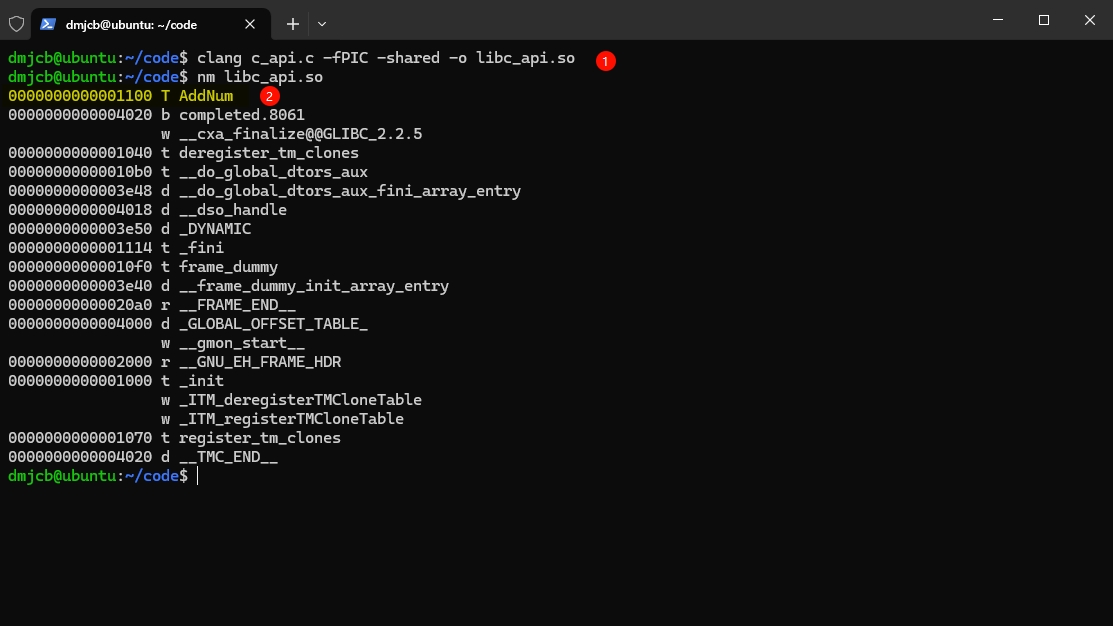 dmjcb@ubuntu: ~/code
dmjcb@ubuntu:~/code$ clang c_api.c -fPIC -shared -o libc_api.so 1
dmjcb@ubuntu:~/code$ nm libc_api.so
0000000000001100 T AddNum 2
0000000000004020 b completed.8061
w __cxa_finalize@@GLIBC_2.2.5
0000000000001040 t deregister_tm_clones
00000000000010b0 t __do_global_dtors_aux
0000000000003e48 d __do_global_dtors_aux_fini_array_entry
0000000000004018 d __dso_handle
0000000000003e50 d _DYNAMIC
0000000000001114 t _fini
00000000000010f0 t frame_dummy
0000000000003e40 d __frame_dummy_init_array_entry
00000000000020a0 r __FRAME_END__
0000000000004000 d _GLOBAL_OFFSET_TABLE_
w __gmon_start__
0000000000002000 r __GNU_EH_FRAME_HDR
0000000000001000 t _init
w _ITM_deregisterTMCloneTable
w _ITM_registerTMCloneTable
0000000000001070 t register_tm_clones
0000000000004020 d __TMC_END__
dmjcb@ubuntu:~/code$